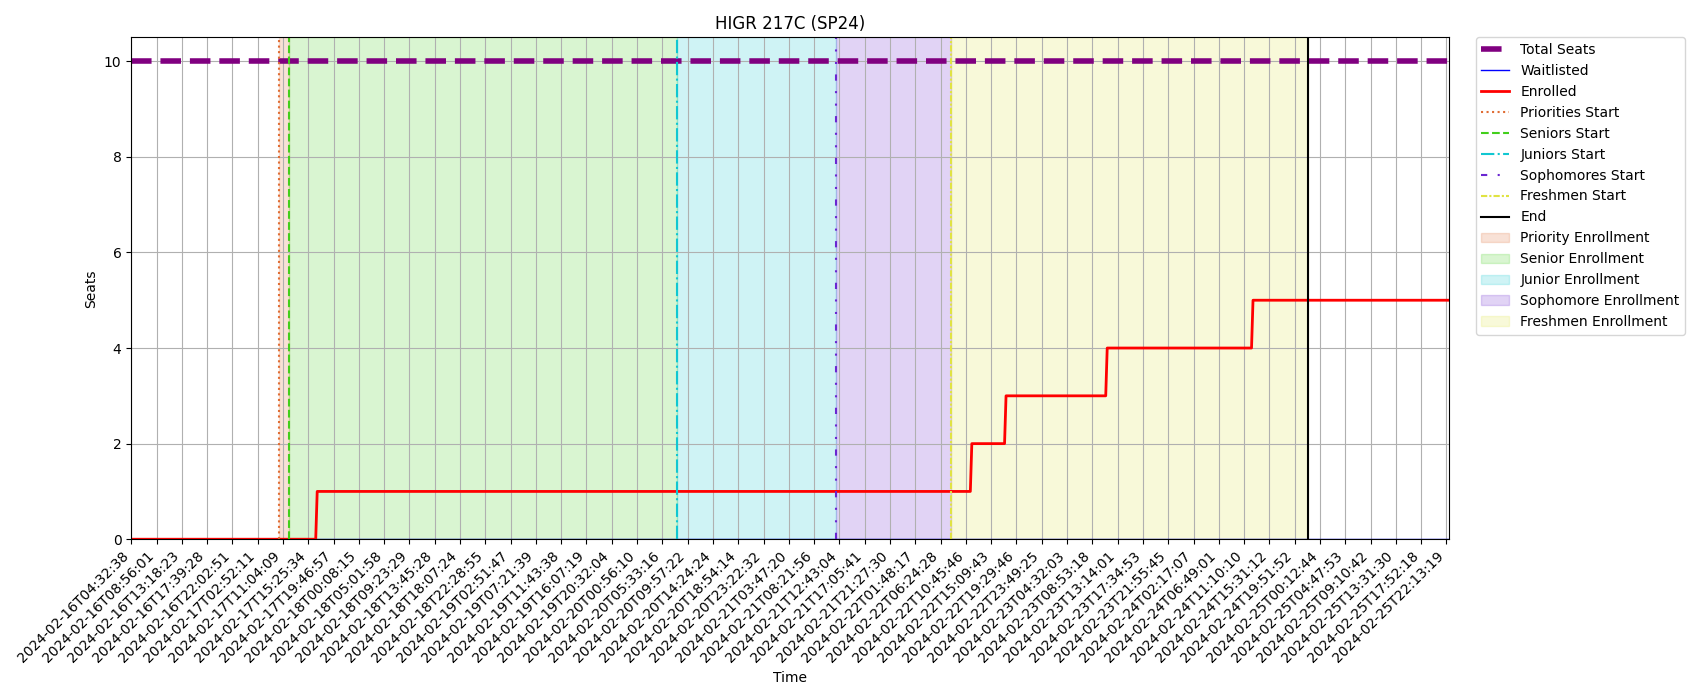 HIGR 217C (SP24)
10
8
6
4
2
0
Seats
2024-02-16T04:32:38
2024-02-16T08:56:01
2024-02-16T13:18:23
2024-02-16T17:39:28
2024-02-16T22:02:51
2024-02-17T02:52:11
2024-02-17T11:04:09
2024-02-17T15:25:34
2024-02-17T19:46:57
2024-02-18T00:08:15
2024-02-18T05:01:58
2024-02-18T09:23:29
2024-02-18T13:45:28
2024-02-18T18:07:24
2024-02-18T22:28:55
2024-02-19T02:51:47
2024-02-19T07:21:39
2024-02-19T11:43:38
2024-02-19T16:07:19
2024-02-19T20:32:04
2024-02-20T00:56:10
2024-02-20T05:33:16
2024-02-20T09:57:22
2024-02-20T14:24:24
2024-02-20T18:54:14
2024-02-20T23:22:32
2024-02-21T03:47:20
2024-02-21T08:21:56
2024-02-21T12:43:04
2024-02-21T17:05:41
2024-02-21T21:27:30
2024-02-22T01:48:17
2024-02-22T06:24:28
2024-02-22T10:45:46
2024-02-22T15:09:43
2024-02-22T19:29:46
2024-02-22T23:49:25
2024-02-23T04:32:03
2024-02-23T08:53:18
2024-02-23T13:14:01
2024-02-23T17:34:53
2024-02-23T21:55:45
2024-02-24T02:17:07
2024-02-24T06:49:01
2024-02-24T11:10:10
2024-02-24T15:31:12
2024-02-24T19:51:52
2024-02-25T00:12:44
2024-02-25T04:47:53
2024-02-25T09:10:42
2024-02-25T13:31:30
2024-02-25T17:52:18
2024-02-25T22:13:19
Time
Total Seats
Waitlisted
Enrolled
Priorities Start
Seniors Start
Juniors Start
Sophomores Start
Freshmen Start
End
Priority Enrollment
Senior Enrollment
Junior Enrollment
Sophomore Enrollment
Freshmen Enrollment